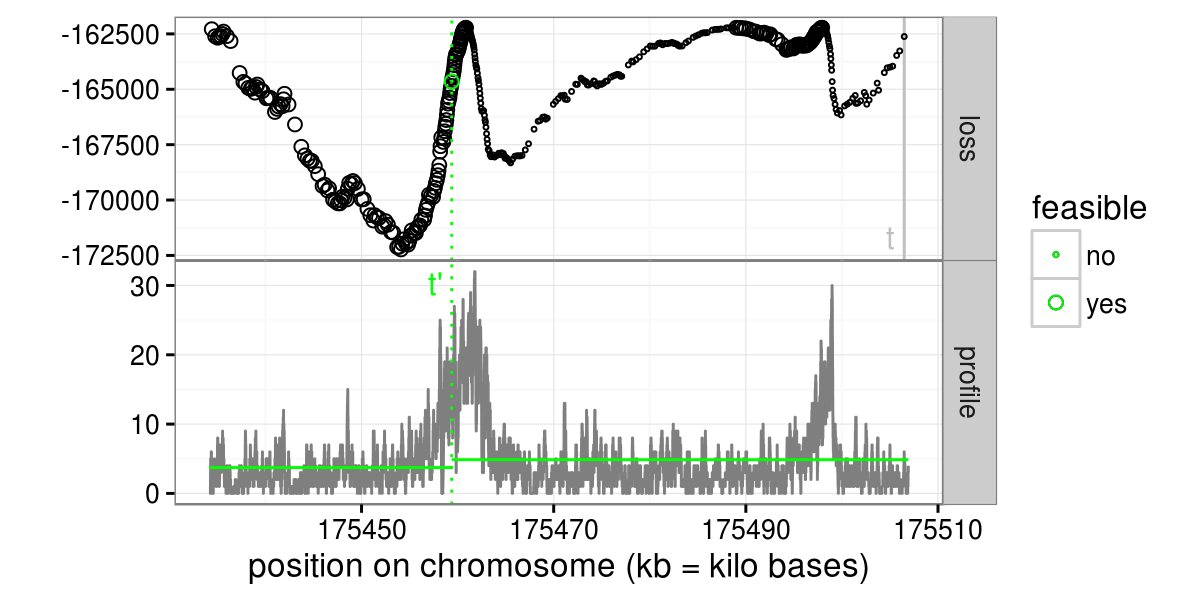 -162500
-165000
-167500
-170000
-172500
t
loss
t'
30
20
10
0
profile
175450
175470
175490
175510
position on chromosome (kb = kilo bases)
feasible
no
yes